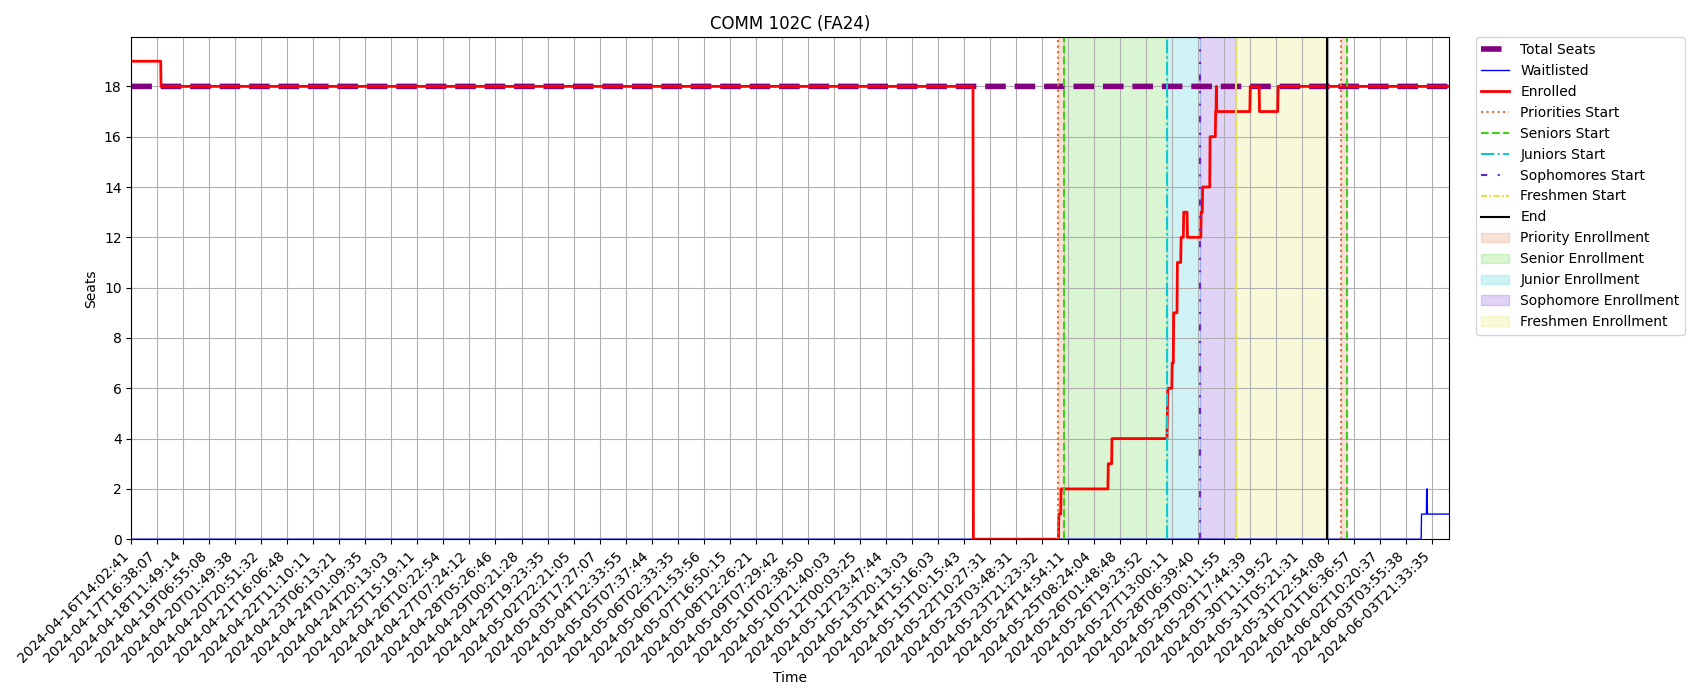 COMM 102C (FA24)
Total Seats
Waitlisted
Enrolled
Priorities Start
Seniors Start
Juniors Start
Sophomores Start
Freshmen Start
End
Priority Enrollment
Senior Enrollment
Junior Enrollment
Sophomore Enrollment
Freshmen Enrollment
Seats
18
16
14
12
10
8
6
4
2
0
2024-04-16T14:02:41
2024-04-17T16:38:07
2024-04-18T11:49:14
2024-04-19T06:55:08
2024-04-20T01:49:38
2024-04-20T20:51:32
2024-04-21T16:06:48
2024-04-22T11:10:11
2024-04-23T06:13:21
2024-04-24T01:09:35
2024-04-24T20:13:03
2024-04-25T15:19:11
2024-04-26T10:22:54
2024-04-27T07:24:12
2024-04-28T05:26:46
2024-04-29T00:21:28
2024-04-29T19:23:35
2024-05-02T22:21:05
2024-05-03T17:27:07
2024-05-04T12:33:55
2024-05-05T07:37:44
2024-05-06T02:33:35
2024-05-06T21:53:56
2024-05-07T16:50:15
2024-05-08T12:26:21
2024-05-09T07:29:42
2024-05-10T02:38:50
2024-05-10T21:40:03
2024-05-12T00:03:25
2024-05-12T23:47:44
2024-05-13T20:13:03
2024-05-14T15:16:03
2024-05-15T10:15:43
2024-05-22T10:27:31
2024-05-23T03:48:31
2024-05-23T21:23:32
2024-05-24T14:54:11
2024-05-25T08:24:04
2024-05-26T01:48:48
2024-05-26T19:23:52
2024-05-27T13:00:11
2024-05-28T06:39:40
2024-05-29T00:11:55
2024-05-29T17:44:39
2024-05-30T11:19:52
2024-05-31T05:21:31
2024-05-31T22:54:08
2024-06-01T16:36:57
2024-06-02T10:20:37
2024-06-03T03:55:38
2024-06-03T21:33:35
Time